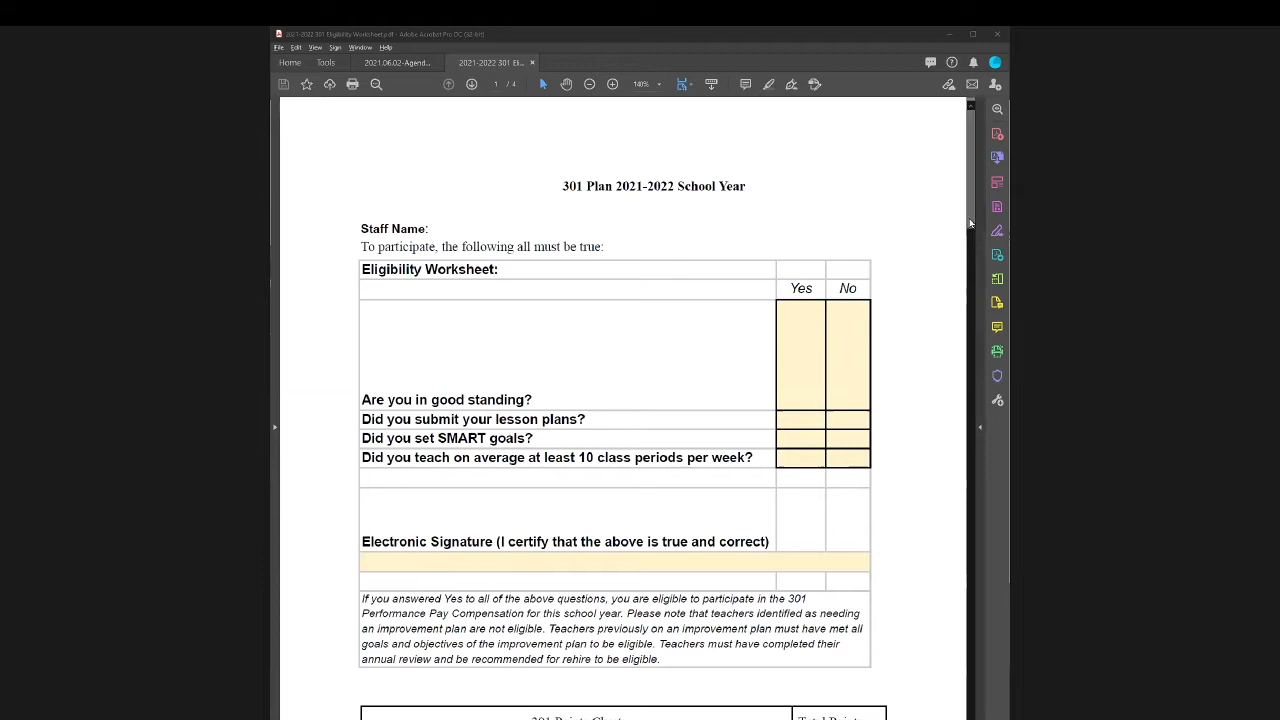 2021-2022 301 Eligibility Worksheet.pdf - Adobe Acrobat Pro DC (32-bit)
File Edit View Sign Window Help
Home Tools 2021.06.02-Agend... 2021-2022 301 Eli...
1 / 4 140%
301 Plan 2021-2022 School Year
Staff Name:
To participate, the following all must be true:
Eligibility Worksheet:
Yes No
Are you in good standing?
Did you submit your lesson plans?
Did you set SMART goals?
Did you teach on average at least 10 class periods per week?
Electronic Signature (I certify that the above is true and correct)
If you answered Yes to all of the above questions, you are eligible to participate in the 301
Performance Pay Compensation for this school year. Please note that teachers identified as needing
an improvement plan are not eligible. Teachers previously on an improvement plan must have met all
goals and objectives of the improvement plan to be eligible. Teachers must have completed their
annual review and be recommended for rehire to be eligible.
301 Points Chart Total Points